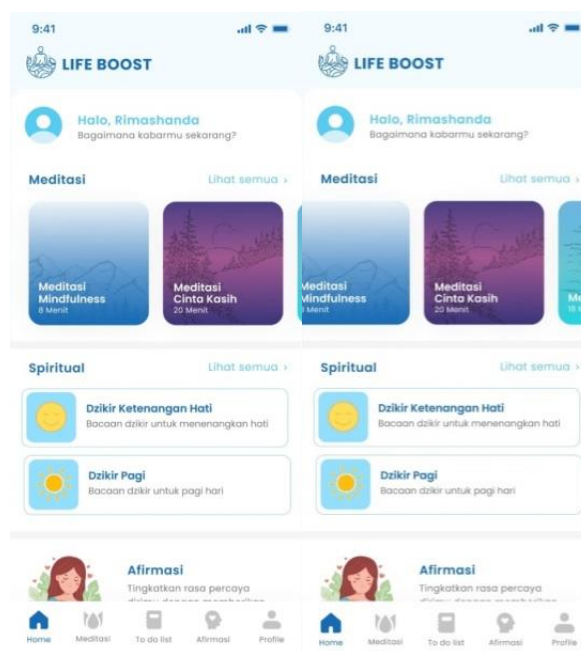 9:41
LIFE BOOST
Halo, Rimashanda
Bagaimana kabarmu sekarang?
Meditasi
Lihat semua >
Meditasi
Mindfulness
8 Menit
Meditasi
Cinta Kasih
20 Menit
Spiritual
Lihat semua >
Dzikir Ketenangan Hati
Bacaan dzikir untuk menenangkan hati
Dzikir Pagi
Bacaan dzikir untuk pagi hari
Afirmasi
Tingkatkan rasa percaya
Home
Meditasi
To do list
Afirmasi
Profile
9:41
LIFE BOOST
Halo, Rimashanda
Bagaimana kabarmu sekarang?
Meditasi
Lihat semua >
Meditasi
Mindfulness
Menit
Meditasi
Cinta Kasih
20 Menit
Spiritual
Lihat semua >
Dzikir Ketenangan Hati
Bacaan dzikir untuk menenangkan hati
Dzikir Pagi
Bacaan dzikir untuk pagi hari
Afirmasi
Tingkatkan rasa percaya
Home
Meditasi
To do list
Afirmasi
Profile